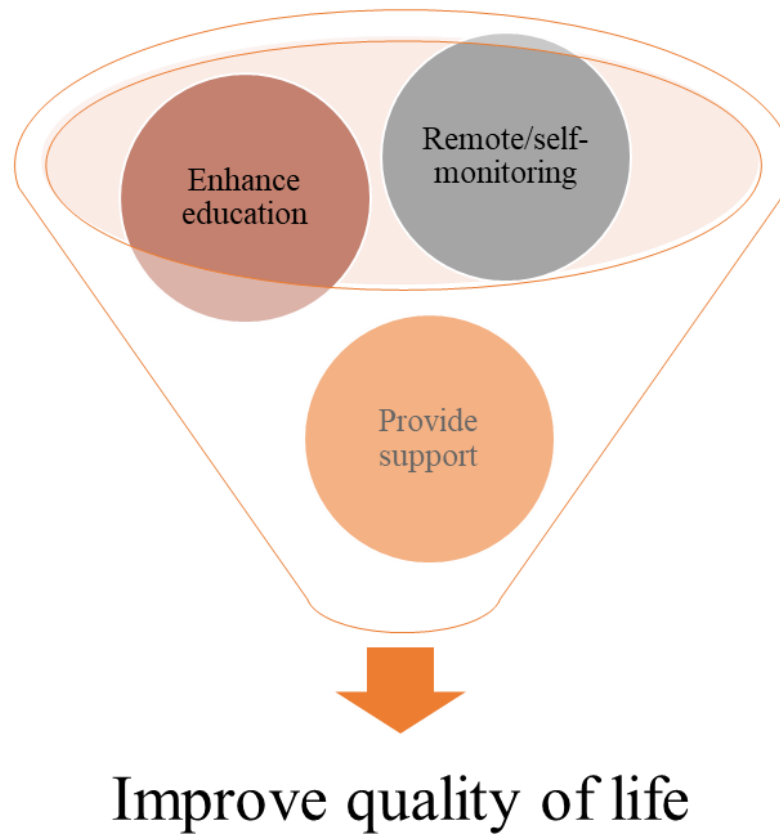 Enhance
education
Remote/self-
monitoring
Provide
support
Improve quality of life